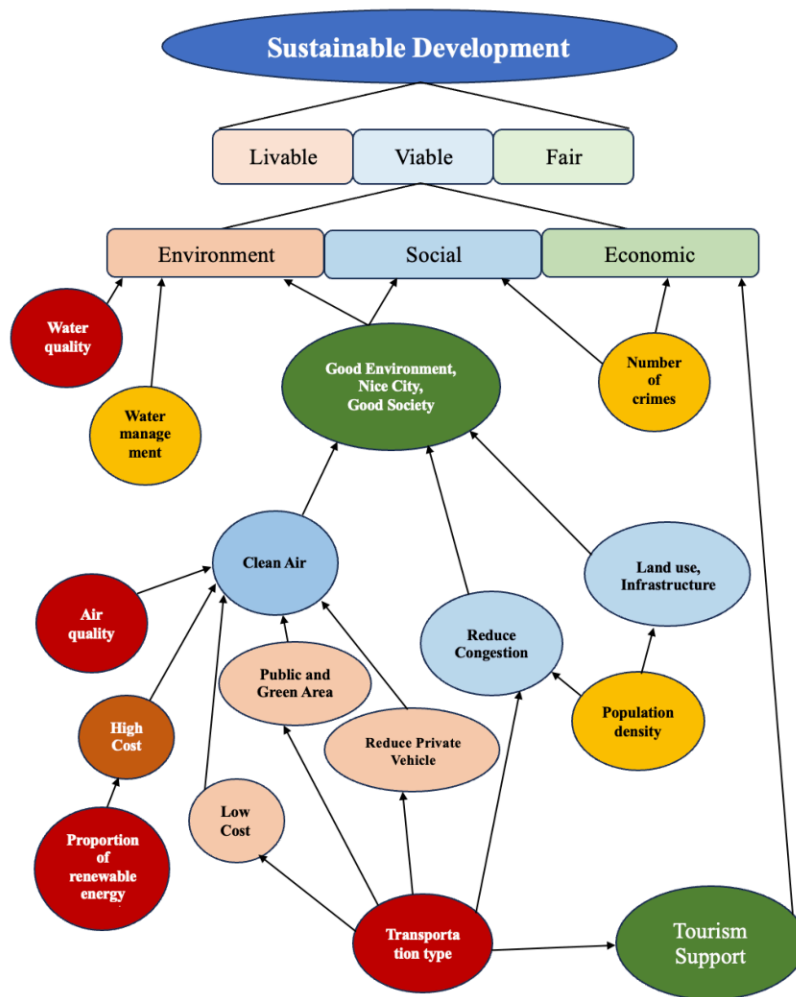 Sustainable Development
Livable
Viable
Fair
Environment
Social
Economic
Water
quality
Good Environment,
Nice City,
Good Society
Number
of
crimes
Water
manage
ment
Clean Air
Land use,
Infrastructure
Air
quality
Reduce
Congestion
Public and
Green Area
Population
density
High
Cost
Reduce Private
Vehicle
Low
Cost
Proportion
of
renewable
energy
Transporta
tion type
Tourism
Support